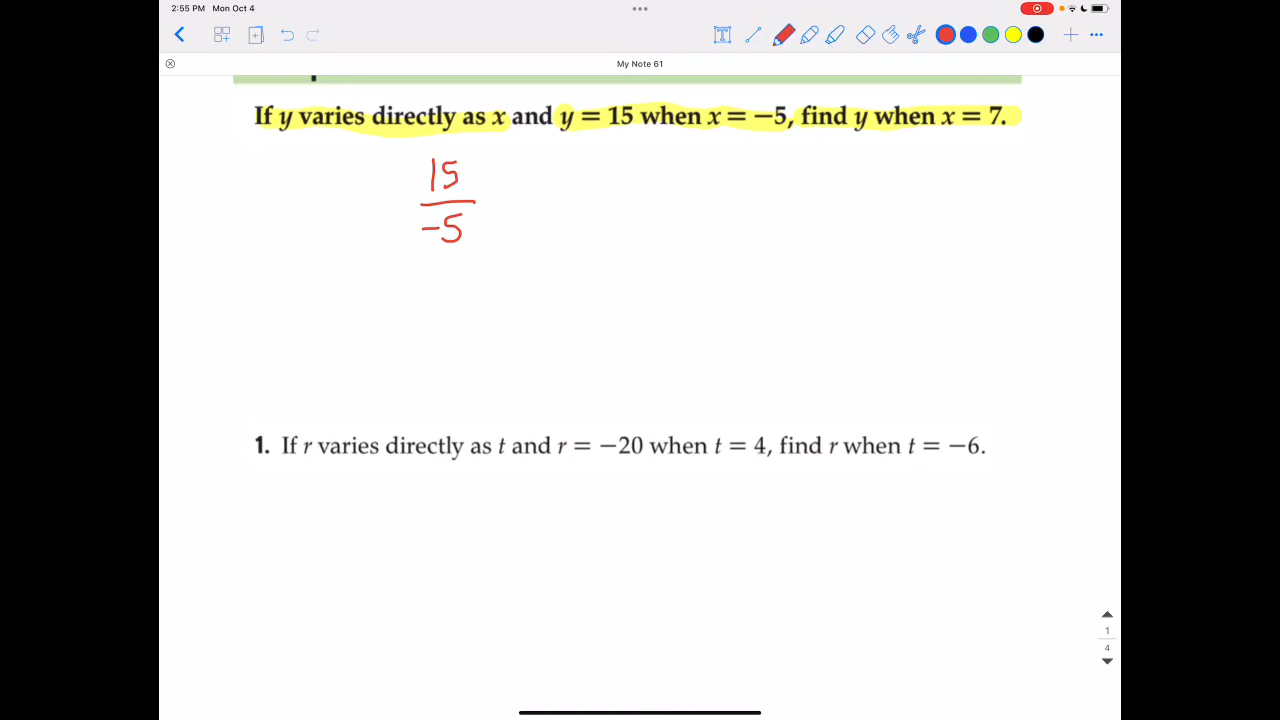 2:55 PM Mon Oct 4
My Note 61
If y varies directly as x and y = 15 when x = −5, find y when x = 7.
15
-5
1. If r varies directly as t and r = −20 when t = 4, find r when t = −6.
1
4